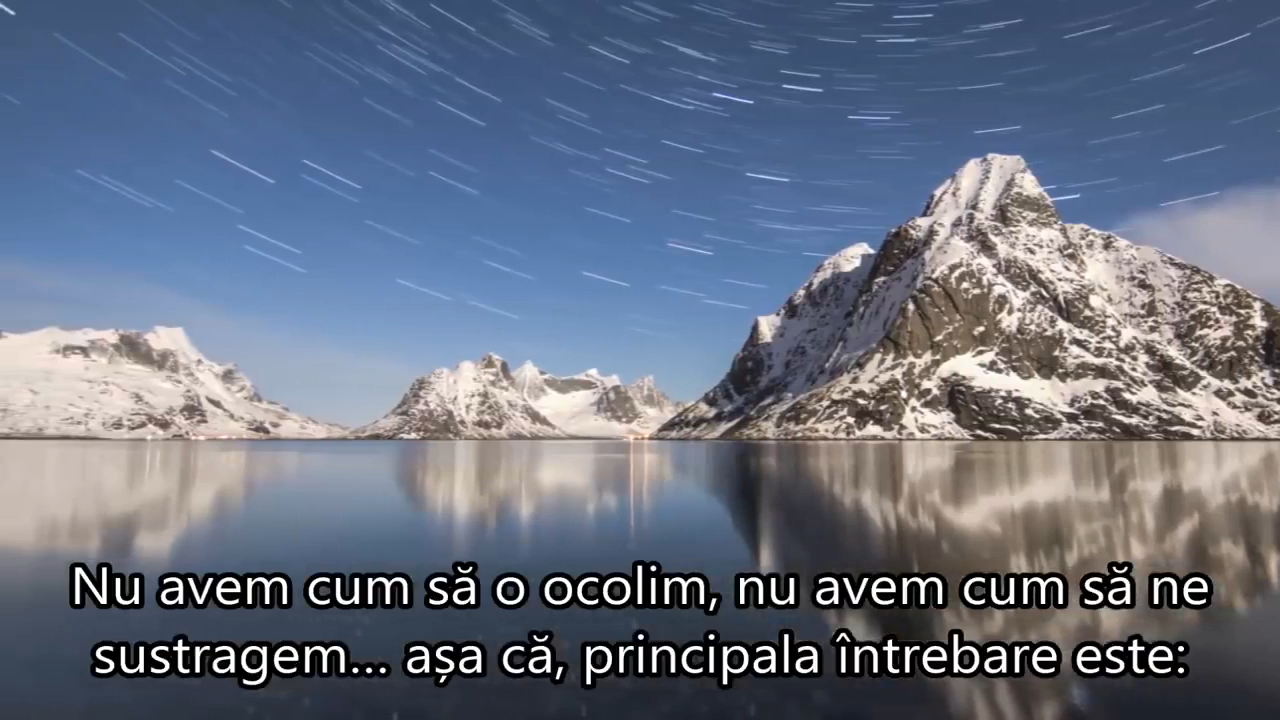 Nu avem cum să o ocolim, nu avem cum să ne
sustragem... așa că, principala întrebare este: